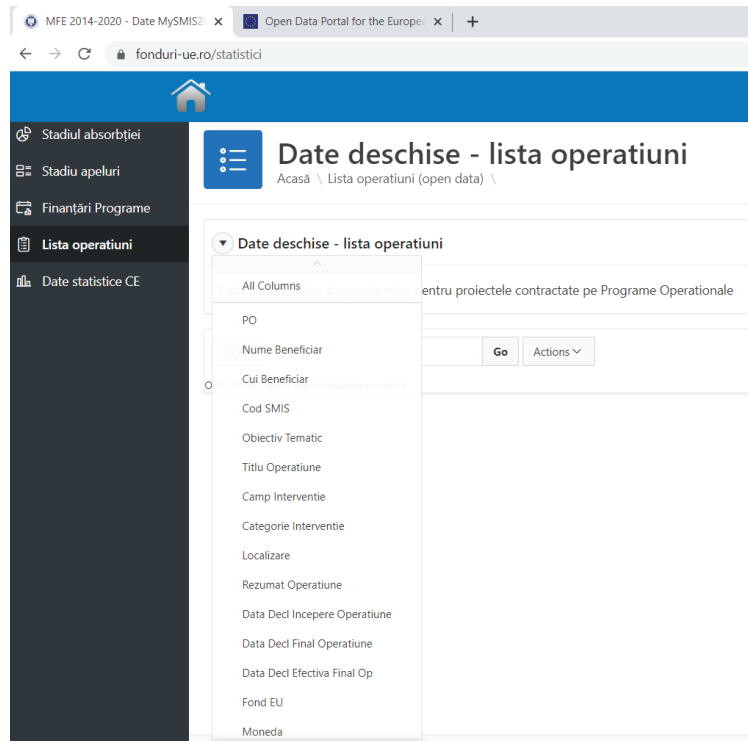 MFE 2014-2020 - Date MySMIS2
Open Data Portal for the Europea
fonduri-ue.ro/statistici
Stadiul absorbției
Stadiu apeluri
Finanțări Programe
Lista operatiuni
Date statistice CE
Date deschise - lista operatiuni
Acasă \ Lista operatiuni (open data) \
Date deschise - lista operatiuni
entru proiectele contractate pe Programe Operationale
Go
Actions
All Columns
PO
Nume Beneficiar
Cui Beneficiar
Cod SMIS
Obiectiv Tematic
Titlu Operatiune
Camp Interventie
Categorie Interventie
Localizare
Rezumat Operatiune
Data Decl Incepere Operatiune
Data Decl Final Operatiune
Data Decl Efectiva Final Op
Fond EU
Moneda